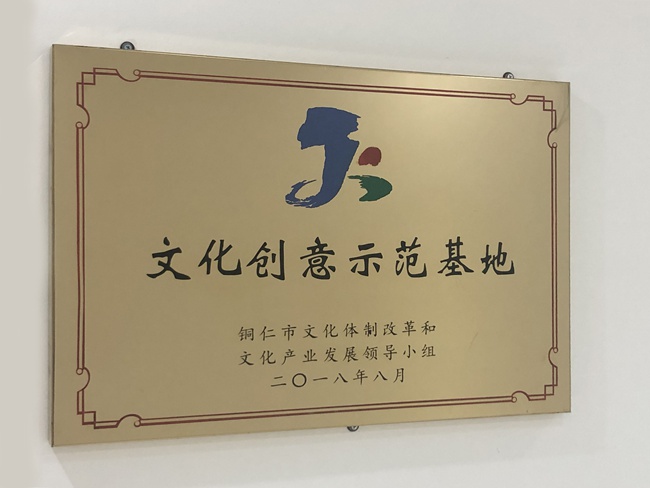 文化创意示范基地
铜仁市文化体制改革和
文化产业发展领导小组
二〇一八年八月